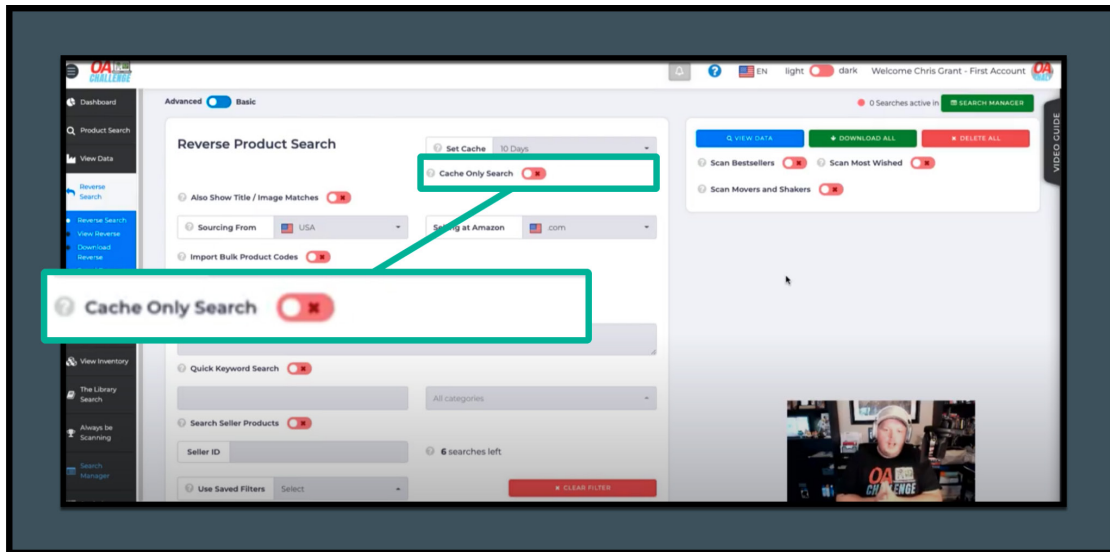 OA
CHALLENGE
EN light dark Welcome Chris Grant - First Account
OA
Dashboard
Product Search
View Data
Reverse
Search
Reverse Search
View Reverse
Download
Reverse
View Inventory
The Library
Search
Always be
Scanning
Search
Manager
Advanced Basic
0 Searches active in SEARCH MANAGER
Reverse Product Search
Set Cache 10 Days
Cache Only Search
Also Show Title / Image Matches
Sourcing From USA
Selling at Amazon .com
Import Bulk Product Codes
Cache Only Search
Quick Keyword Search
All categories
Search Seller Products
Seller ID
6 searches left
Use Saved Filters Select
CLEAR FILTER
VIEW DATA
DOWNLOAD ALL
DELETE ALL
Scan Bestsellers
Scan Most Wished
Scan Movers and Shakers
VIDEO GUIDE
OA
CHALLENGE